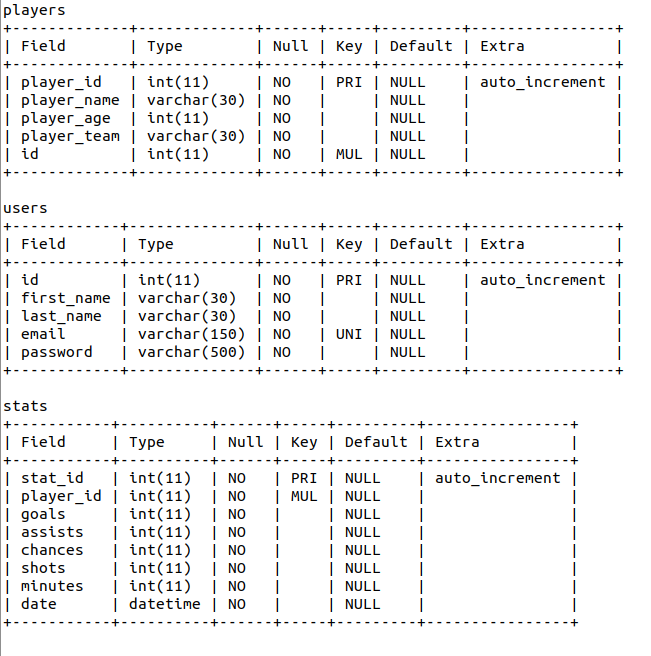 players
+-------------+-------------+------+-----+---------+----------------+
| Field       | Type        | Null | Key | Default | Extra          |
+-------------+-------------+------+-----+---------+----------------+
| player_id   | int(11)     | NO   | PRI | NULL    | auto_increment |
| player_name | varchar(30) | NO   |     | NULL    |                |
| player_age  | int(11)     | NO   |     | NULL    |                |
| player_team | varchar(30) | NO   |     | NULL    |                |
| id          | int(11)     | NO   | MUL | NULL    |                |
+-------------+-------------+------+-----+---------+----------------+

users
+------------+--------------+------+-----+---------+----------------+
| Field      | Type         | Null | Key | Default | Extra          |
+------------+--------------+------+-----+---------+----------------+
| id         | int(11)      | NO   | PRI | NULL    | auto_increment |
| first_name | varchar(30)  | NO   |     | NULL    |                |
| last_name  | varchar(30)  | NO   |     | NULL    |                |
| email      | varchar(150) | NO   | UNI | NULL    |                |
| password   | varchar(500) | NO   |     | NULL    |                |
+------------+--------------+------+-----+---------+----------------+

stats
+-----------+----------+------+-----+---------+----------------+
| Field     | Type     | Null | Key | Default | Extra          |
+-----------+----------+------+-----+---------+----------------+
| stat_id   | int(11)  | NO   | PRI | NULL    | auto_increment |
| player_id | int(11)  | NO   | MUL | NULL    |                |
| goals     | int(11)  | NO   |     | NULL    |                |
| assists   | int(11)  | NO   |     | NULL    |                |
| chances   | int(11)  | NO   |     | NULL    |                |
| shots     | int(11)  | NO   |     | NULL    |                |
| minutes   | int(11)  | NO   |     | NULL    |                |
| date      | datetime | NO   |     | NULL    |                |
+-----------+----------+------+-----+---------+----------------+